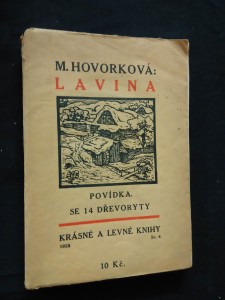 M. HOVORKOVÁ:
LAVINA
POVÍDKA.
SE 14 DŘEVORYTY
KRÁSNÉ A LEVNÉ KNIHY
10 Kč.